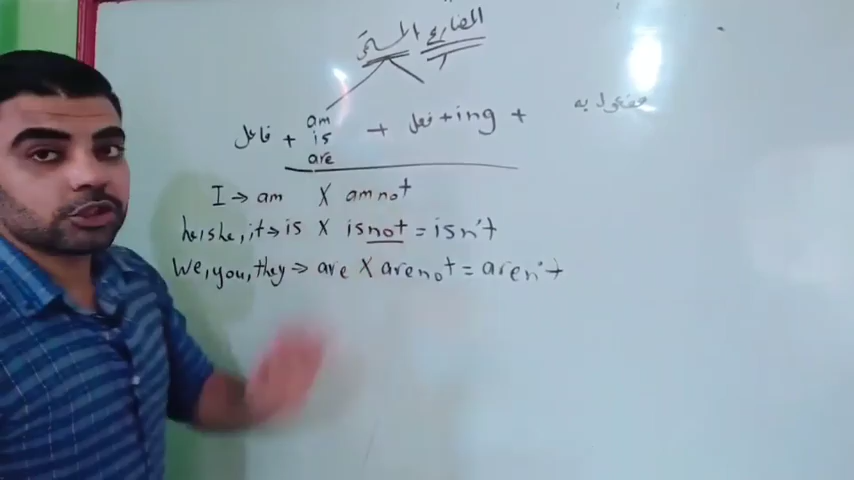 المضارع المستمر
فاعل + am is are + فعل + ing + مفعول به
I → am X am not
he, she, it → is X is not = isn't
We, you, they ⇒ are X are not = aren't